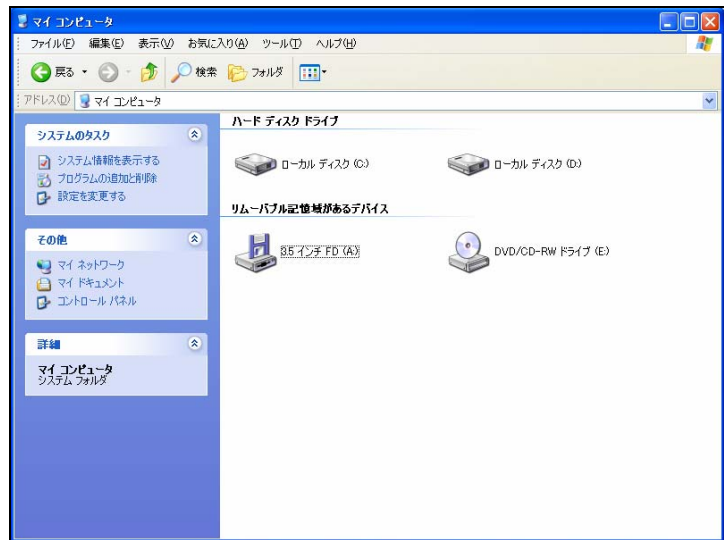 マイ コンピュータ
ファイル(F) 編集(E) 表示(V) お気に入り(A) ツール(T) ヘルプ(H)
戻る 検索 フォルダ
アドレス(D) マイ コンピュータ
システムのタスク
システム情報を表示する
プログラムの追加と削除
設定を変更する
その他
マイ ネットワーク
マイ ドキュメント
コントロール パネル
詳細
マイ コンピュータ
システム フォルダ
ハード ディスク ドライブ
ローカル ディスク (C:) ローカル ディスク (D:)
リムーバブル記憶域があるデバイス
3.5 インチ FD (A:) DVD/CD-RW ドライブ (E:)